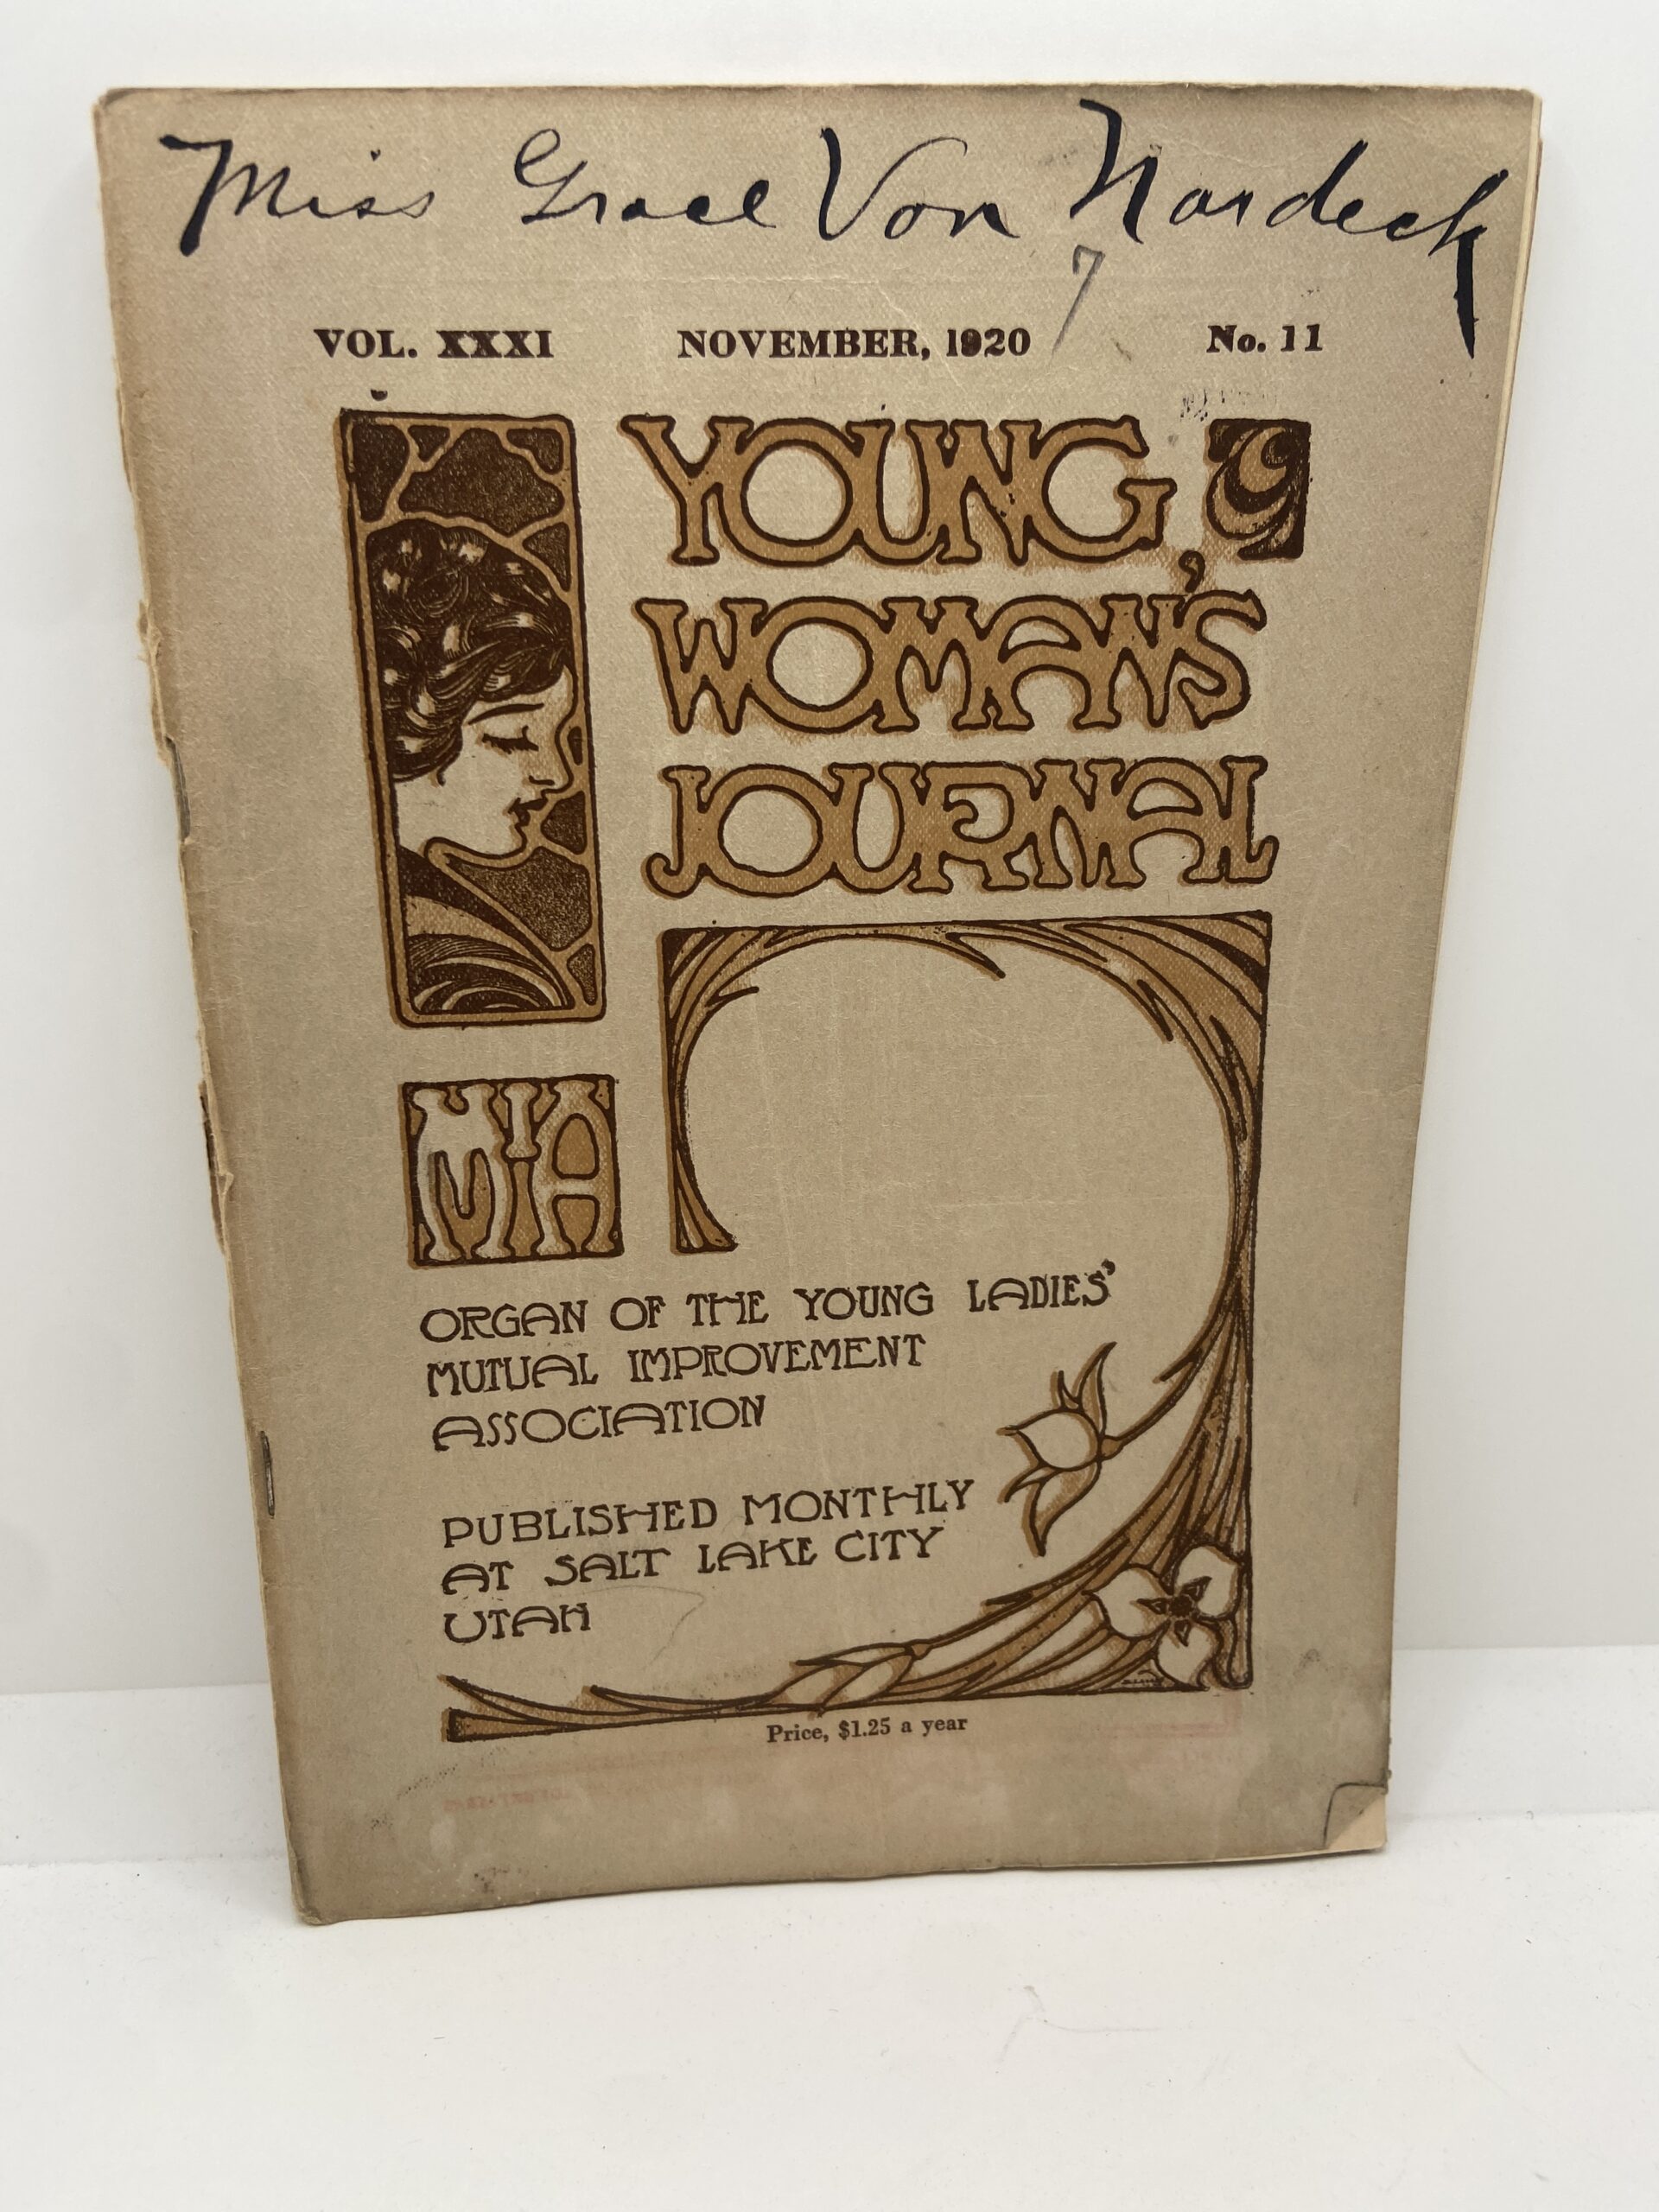 Miss Grace Von Nordeck
7
VOL. XXXI NOVEMBER, 1920 No. 11
YOUNG
WOMAN'S
JOURNAL
MIA
ORGAN OF THE YOUNG LADIES'
MUTUAL IMPROVEMENT
ASSOCIATION
PUBLISHED MONTHLY
AT SALT LAKE CITY
UTAH
Price, $1.25 a year